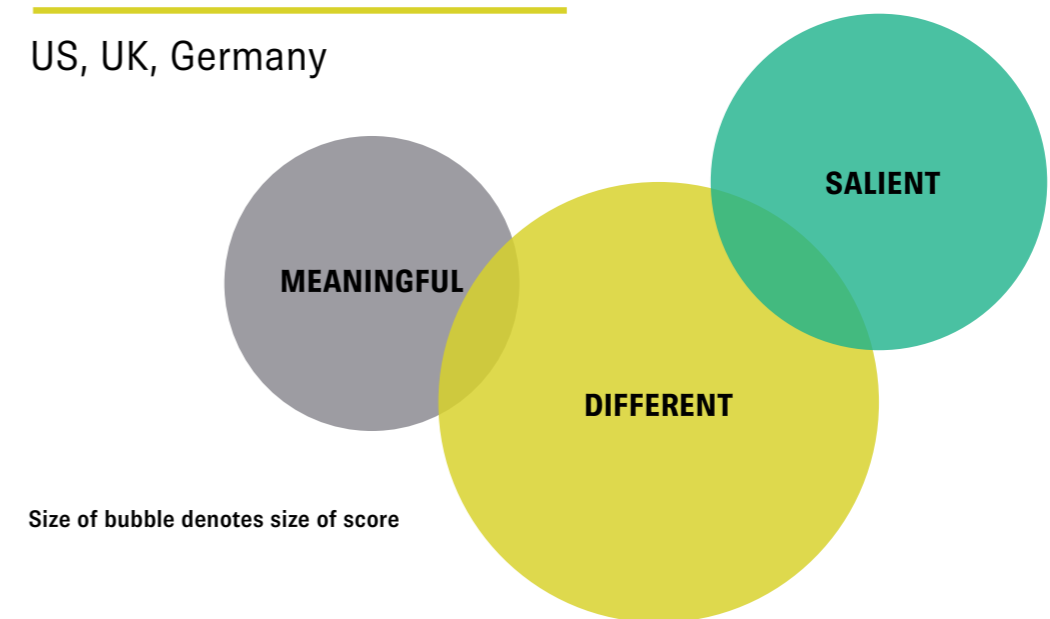 US, UK, Germany
SALIENT
MEANINGFUL
DIFFERENT
Size of bubble denotes size of score